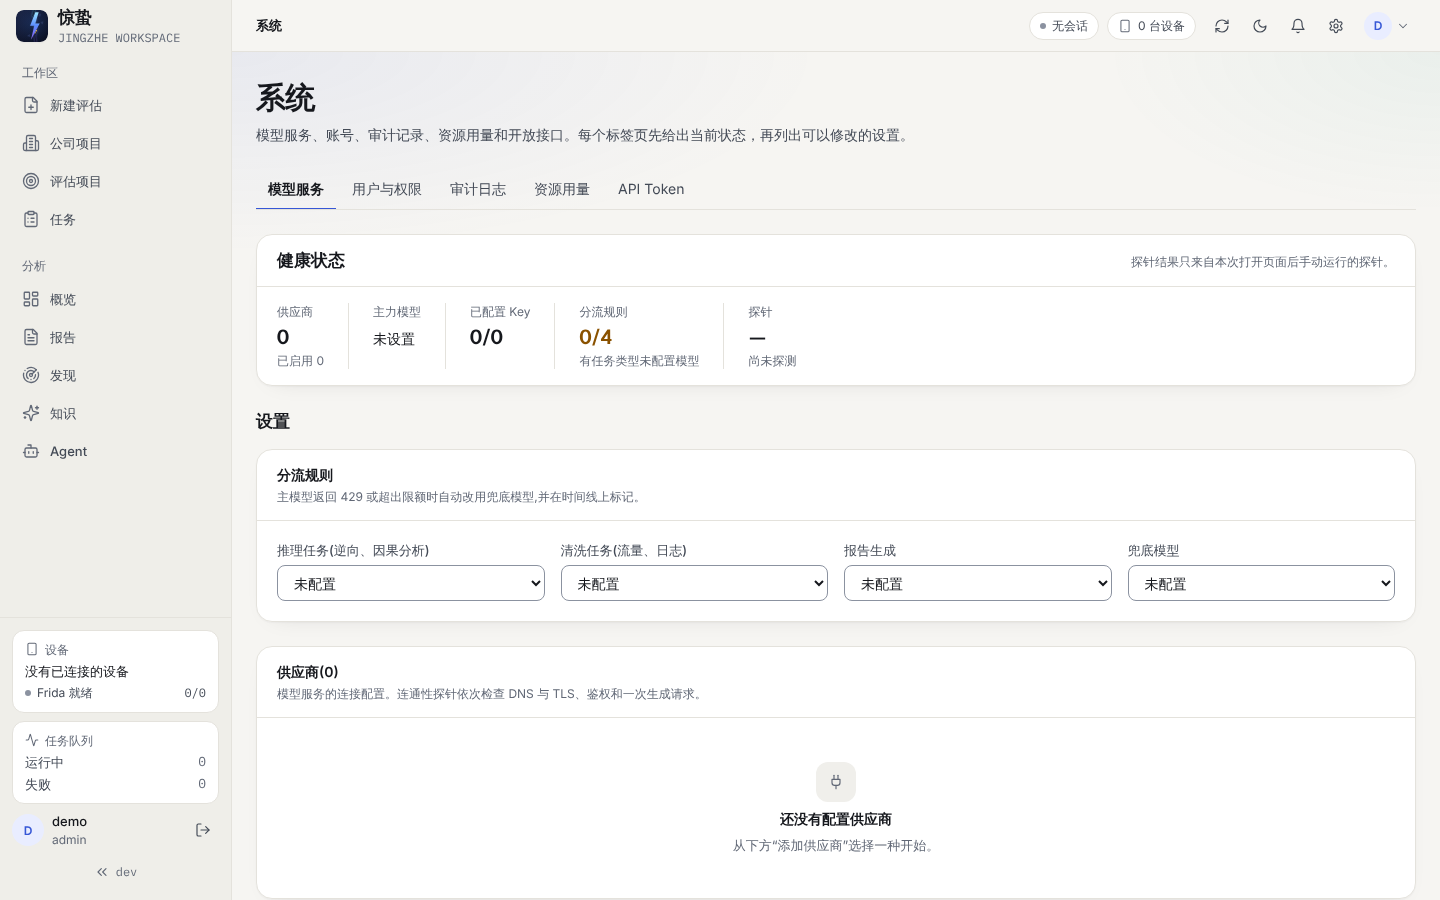 惊蛰
JINGZHE WORKSPACE
工作区
新建评估
公司项目
评估项目
任务
分析
概览
报告
发现
知识
Agent
设备
没有已连接的设备
Frida 就绪 0/0
任务队列
运行中 0
失败 0
D
demo
admin
dev
系统
无会话
0 台设备
D
系统
模型服务、账号、审计记录、资源用量和开放接口。每个标签页先给出当前状态，再列出可以修改的设置。
模型服务 用户与权限 审计日志 资源用量 API Token
健康状态
探针结果只来自本次打开页面后手动运行的探针。
供应商
0
已启用 0
主力模型
未设置
已配置 Key
0/0
分流规则
0/4
有任务类型未配置模型
探针
—
尚未探测
设置
分流规则
主模型返回 429 或超出限额时自动改用兜底模型,并在时间线上标记。
推理任务(逆向、因果分析)
未配置
清洗任务(流量、日志)
未配置
报告生成
未配置
兜底模型
未配置
供应商(0)
模型服务的连接配置。连通性探针依次检查 DNS 与 TLS、鉴权和一次生成请求。
还没有配置供应商
从下方“添加供应商”选择一种开始。